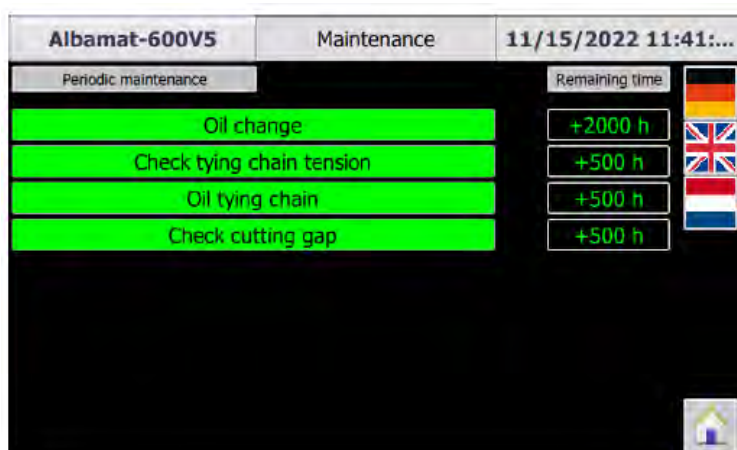 Albamat-600V5 Maintenance 11/15/2022 11:41:...
Periodic maintenance Remaining time
Oil change +2000 h
Check tying chain tension +500 h
Oil tying chain +500 h
Check cutting gap +500 h